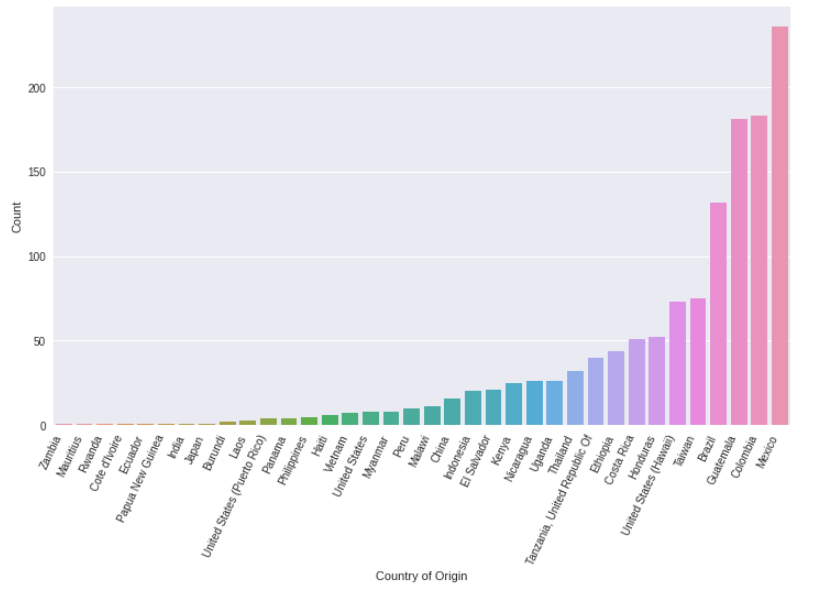 200
150
100
50
0
Count
Zambia
Mauritius
Rwanda
Cote d'Ivoire
Ecuador
Papua New Guinea
India
Japan
Burundi
Laos
United States (Puerto Rico)
Panama
Philippines
Haiti
Vietnam
United States
Myanmar
Peru
Malawi
China
Indonesia
El Salvador
Kenya
Nicaragua
Uganda
Thailand
Tanzania, United Republic Of
Ethiopia
Costa Rica
Honduras
United States (Hawaii)
Taiwan
Brazil
Guatemala
Colombia
Mexico
Country of Origin